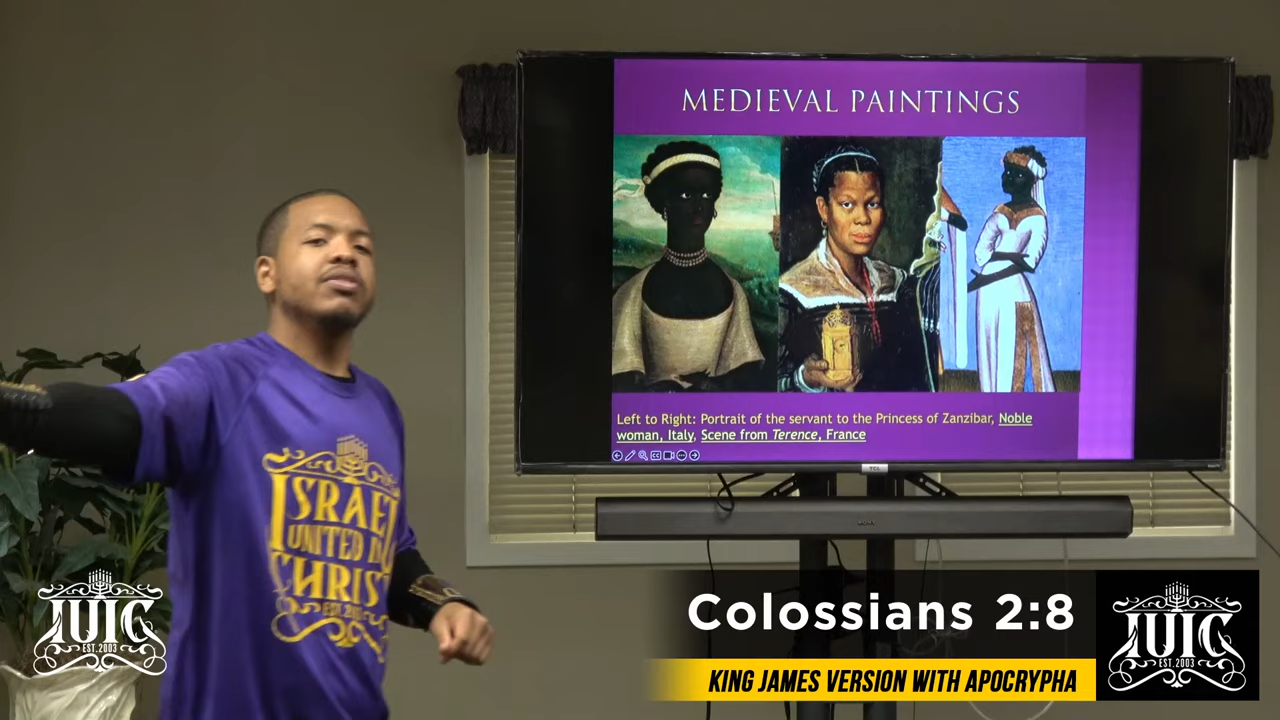 MEDIEVAL PAINTINGS
Left to Right: Portrait of the servant to the Princess of Zanzibar, Noble
woman, Italy, Scene from Terence, France
TCL
ISRAEL
UNITED IN
CHRIST
IUIC
EST. 2003
Colossians 2:8
KING JAMES VERSION WITH APOCRYPHA
IUIC
EST. 2003